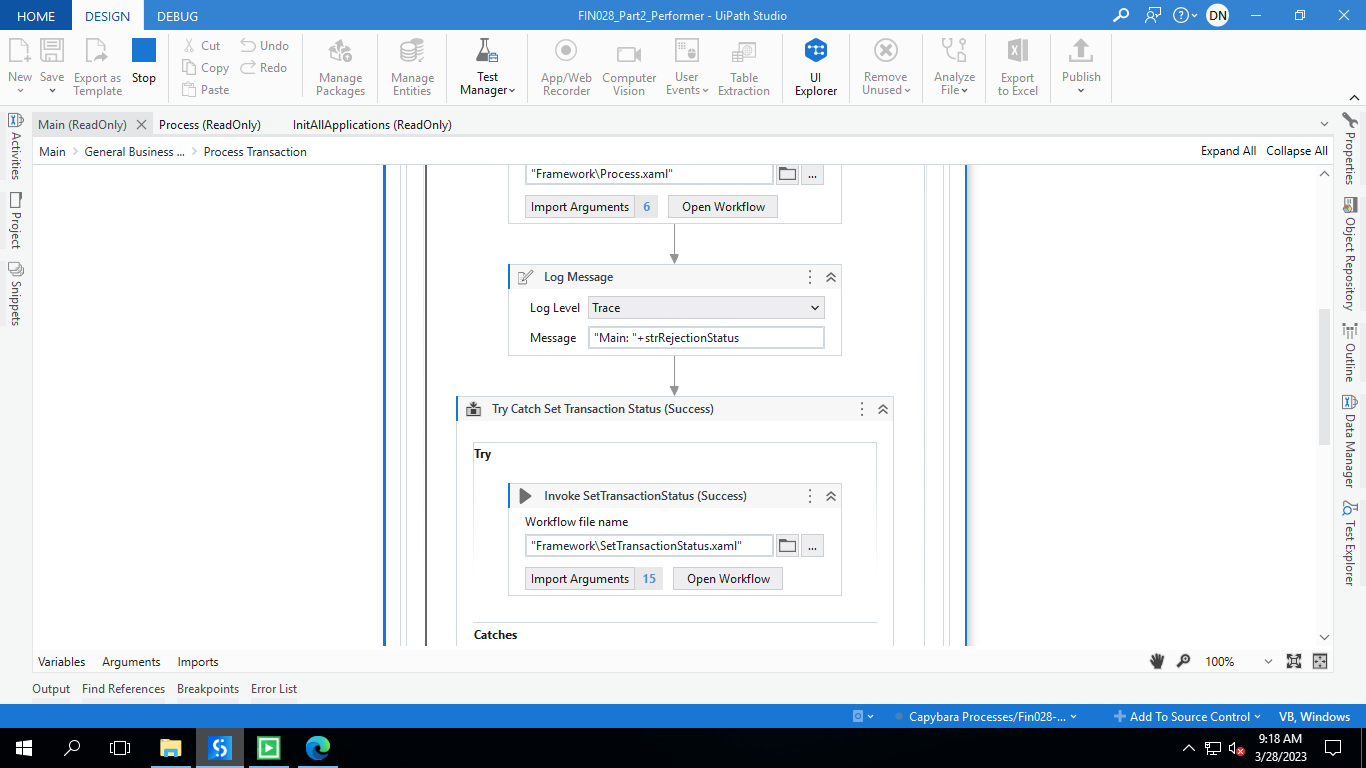 HOME DESIGN DEBUG FIN028_Part2_Performer - UiPath Studio DN
New Save Export as Template Stop Cut Copy Paste Undo Redo Manage Packages Manage Entities Test Manager App/Web Recorder Computer Vision User Events Table Extraction UI Explorer Remove Unused Analyze File Export to Excel Publish
Main (ReadOnly) Process (ReadOnly) InitAllApplications (ReadOnly)
Main General Business ... Process Transaction Expand All Collapse All
Activities
Project
Snippets
"Framework\Process.xaml" ...
Import Arguments 6 Open Workflow
Log Message
Log Level Trace
Message "Main: "+strRejectionStatus
Try Catch Set Transaction Status (Success)
Try
Invoke SetTransactionStatus (Success)
Workflow file name
"Framework\SetTransactionStatus.xaml" ...
Import Arguments 15 Open Workflow
Catches
Properties
Object Repository
Outline
Data Manager
Test Explorer
Variables Arguments Imports 100%
Output Find References Breakpoints Error List
Capybara Processes/Fin028-... Add To Source Control VB, Windows
9:18 AM
3/28/2023